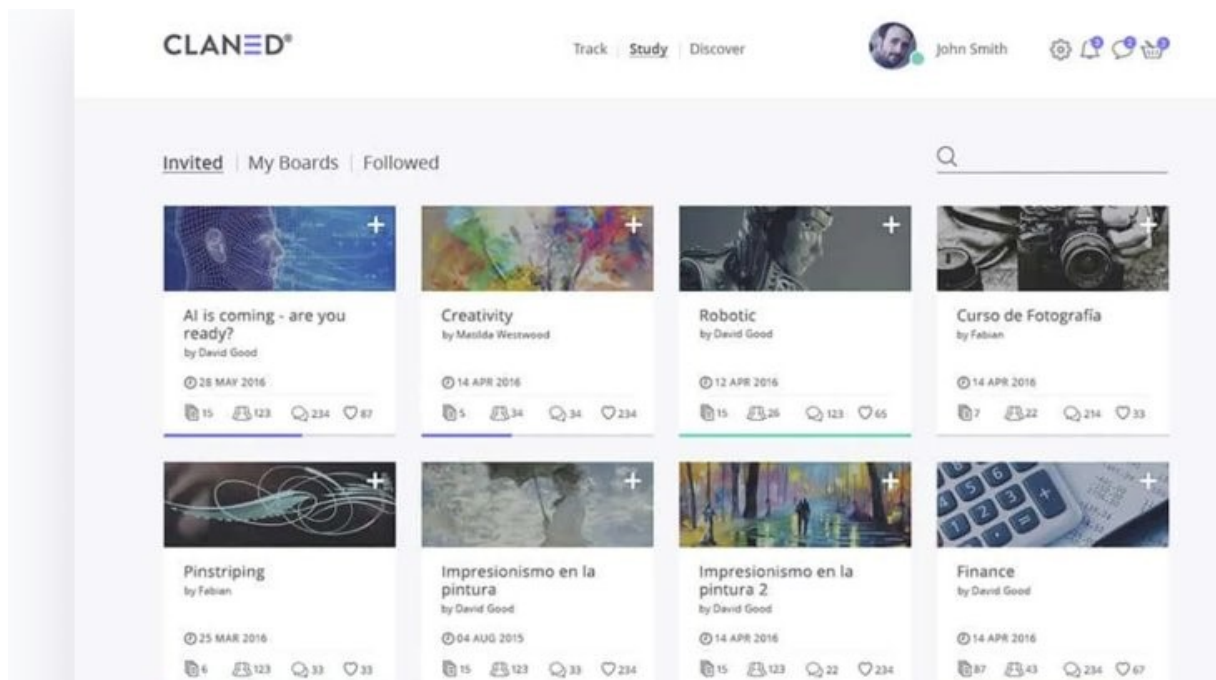 CLANED®
Track | Study | Discover
John Smith
3
2
3
Invited | My Boards | Followed
AI is coming - are you
ready?
by David Good
28 MAY 2016
15 123 234 87
Creativity
by Masilda Westwood
14 APR 2016
5 34 34 234
Robotic
by David Good
12 APR 2016
15 26 123 65
Curso de Fotografía
by Fabian
14 APR 2016
7 22 214 33
Pinstriping
by Fabian
25 MAR 2016
6 123 33 33
Impresionismo en la
pintura
by David Good
04 AUG 2015
15 123 33 234
Impresionismo en la
pintura 2
by David Good
14 APR 2016
15 123 22 234
Finance
by David Good
14 APR 2016
87 43 234 67